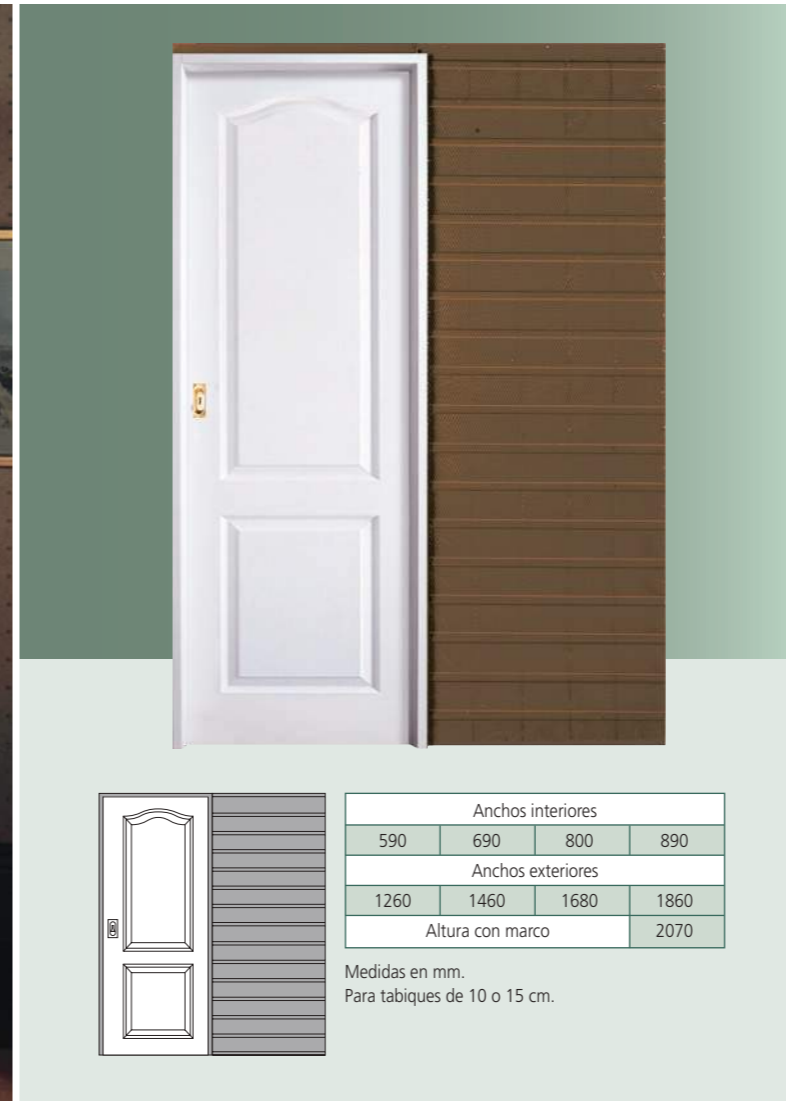 Anchos interiores
590 690 800 890
Anchos exteriores
1260 1460 1680 1860
Altura con marco 2070
Medidas en mm.
Para tabiques de 10 o 15 cm.